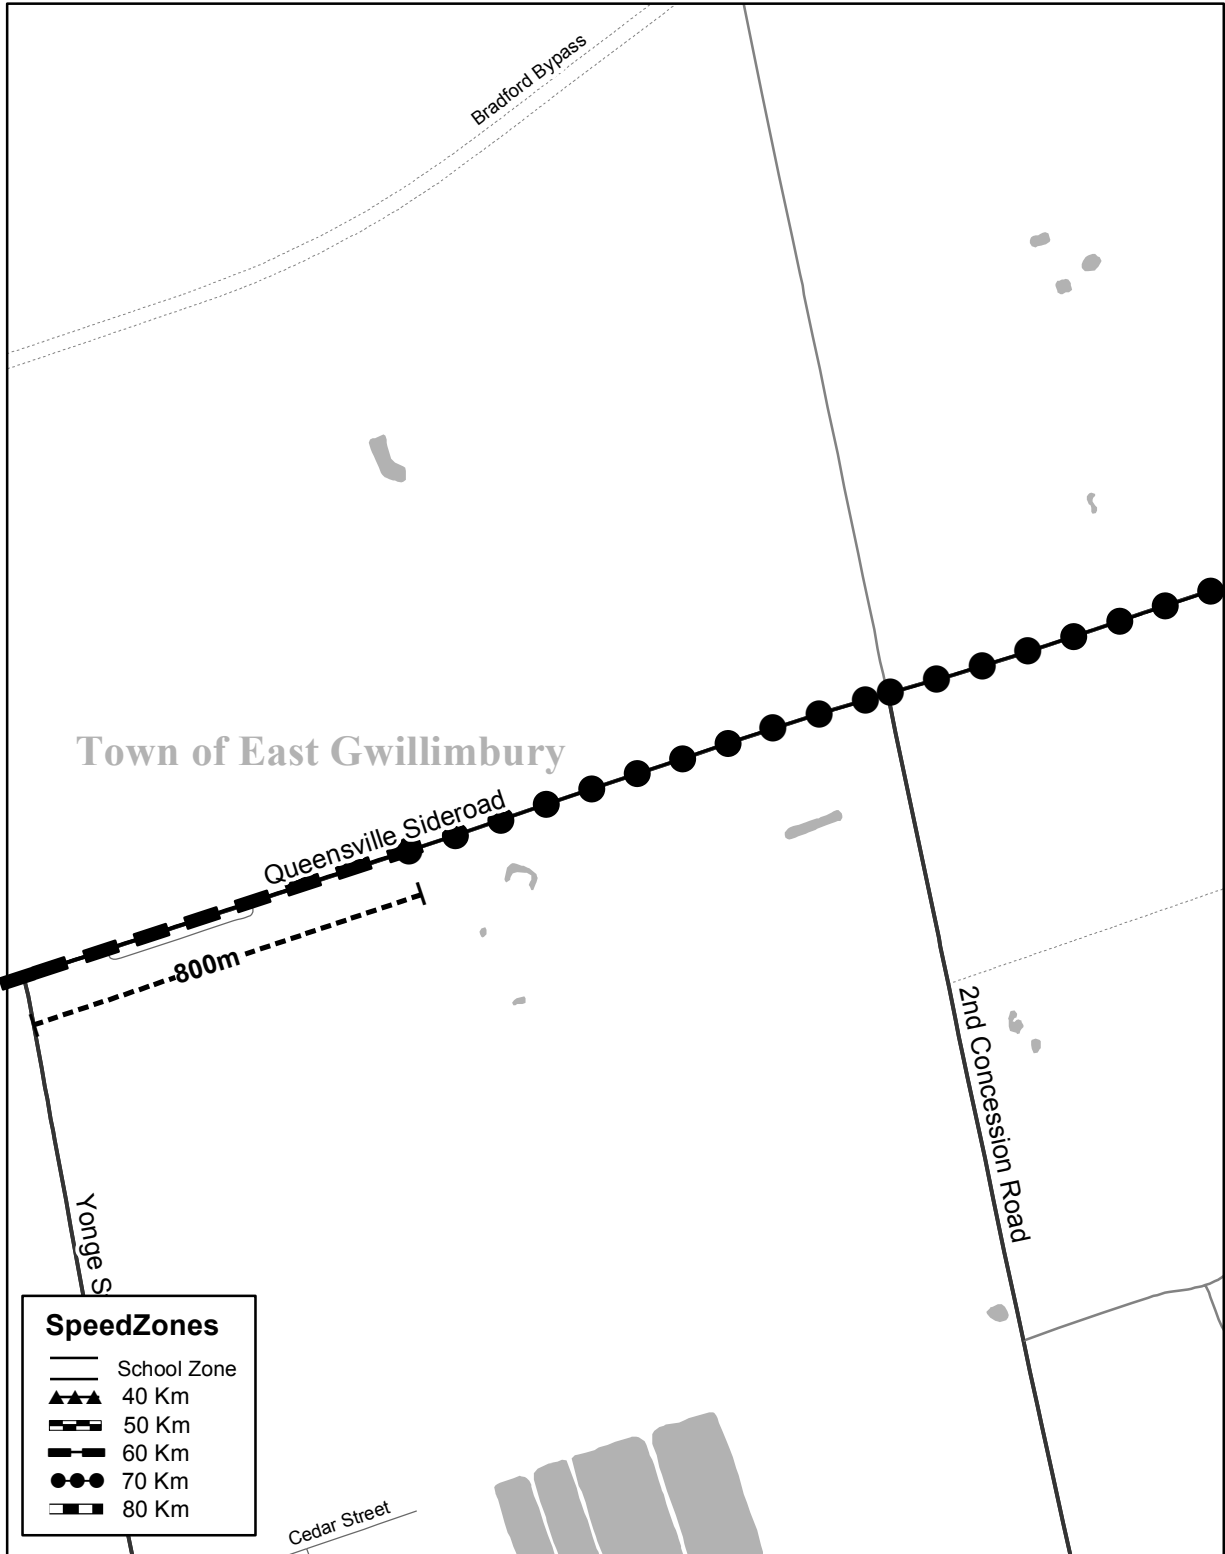 Bradford Bypass
Town of East Gwillimbury
Queensville Sideroad
800m
2nd Concession Road
Yonge S
SpeedZones
School Zone
40 Km
50 Km
60 Km
70 Km
80 Km
Cedar Street